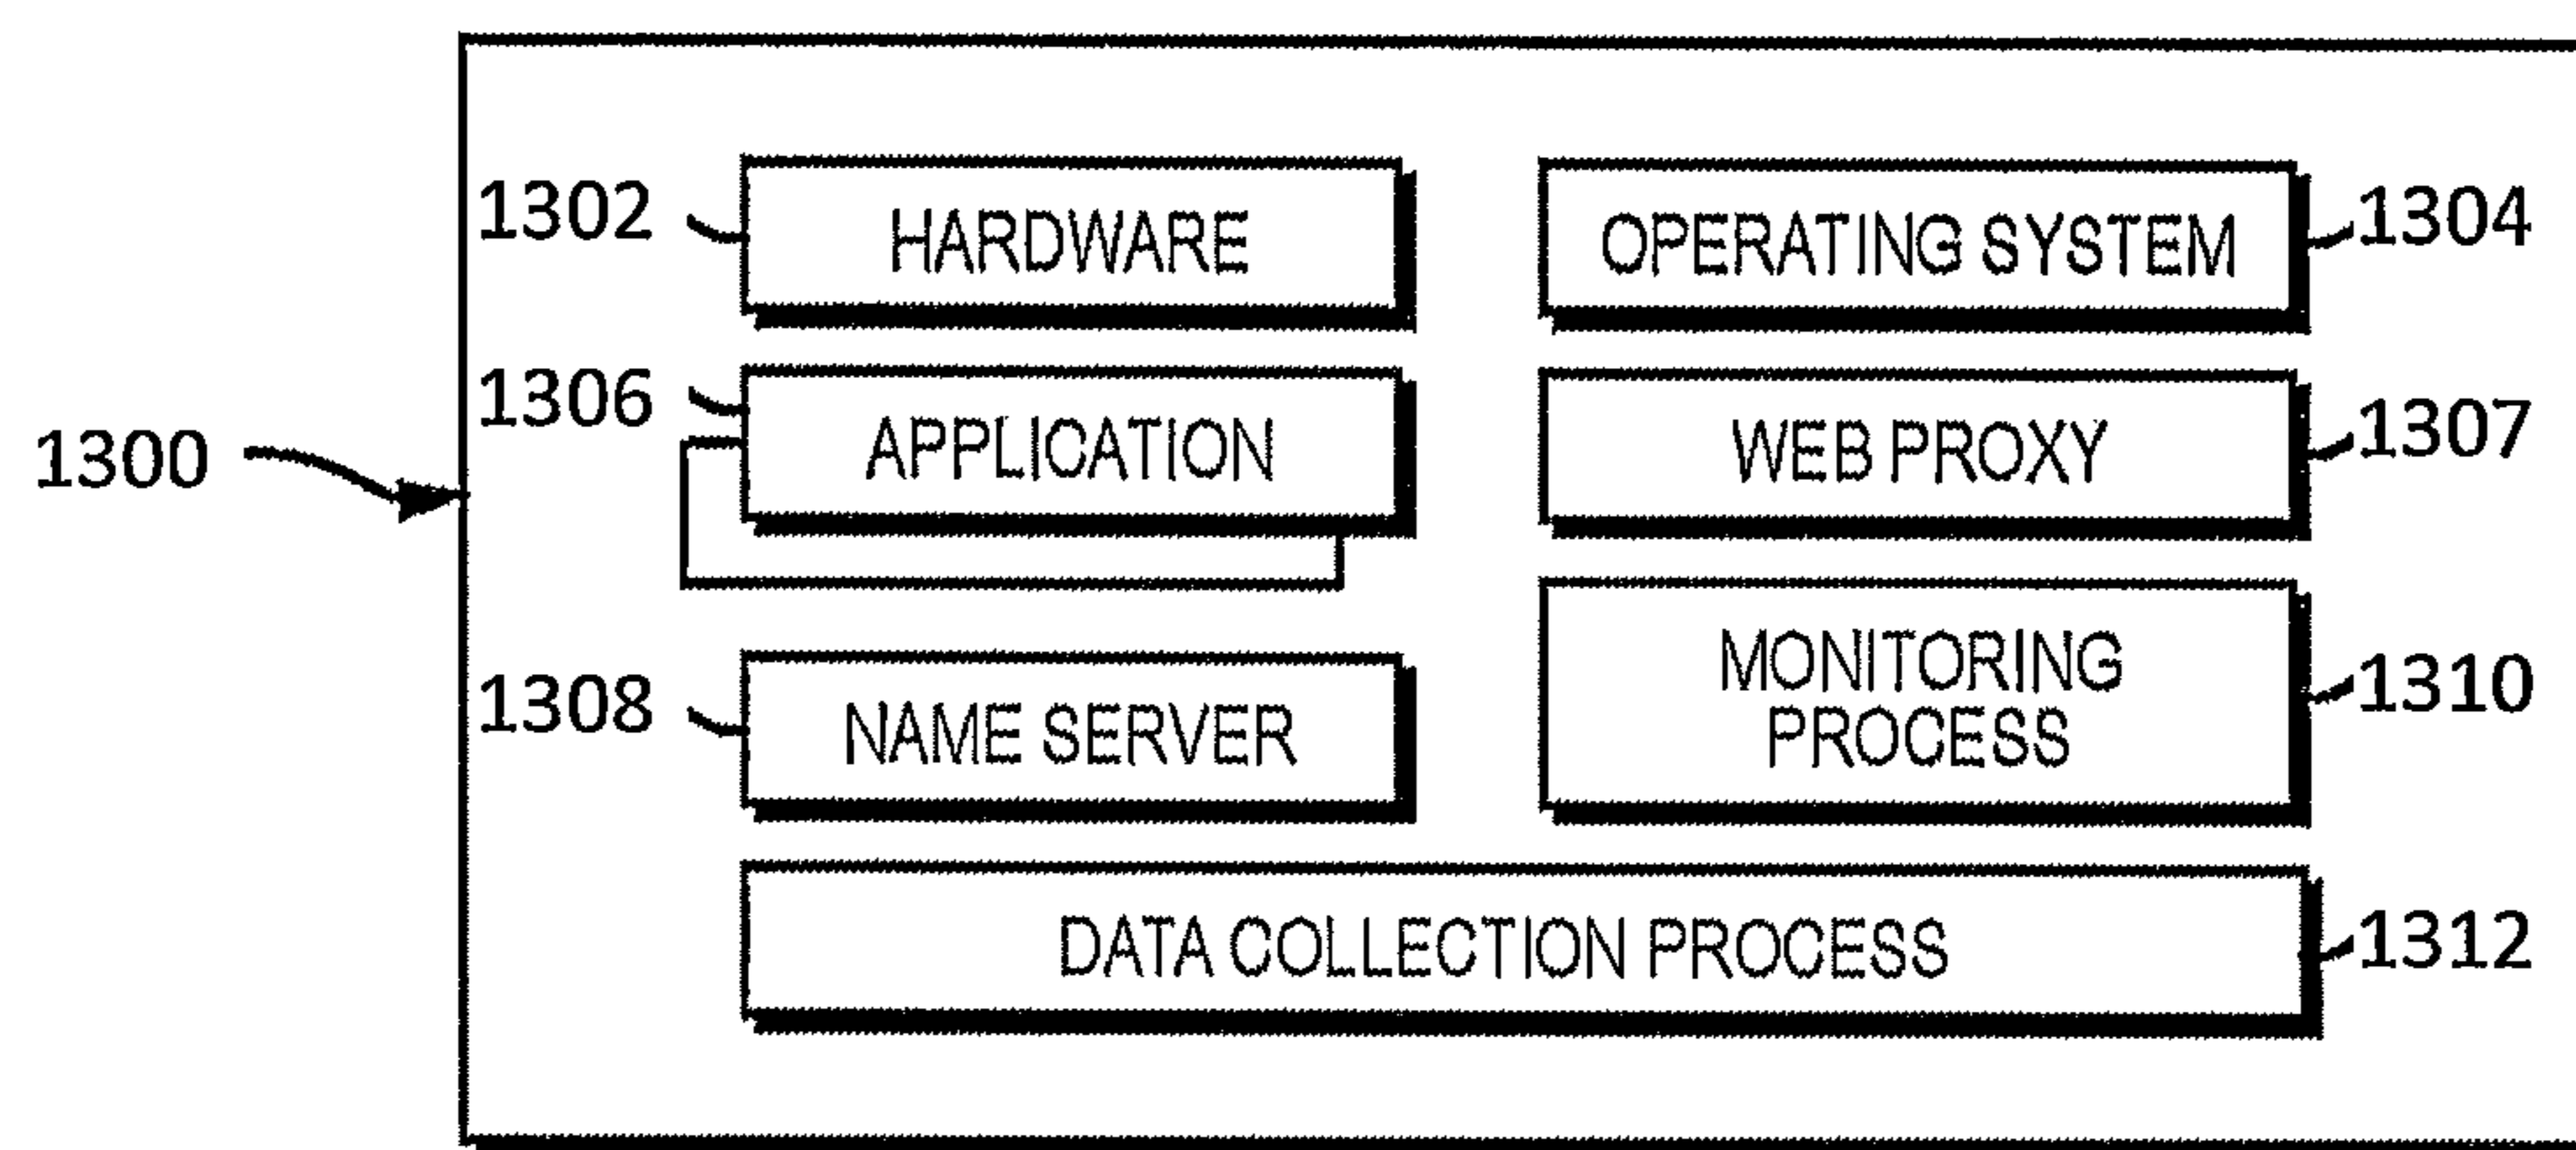 1302 HARDWARE OPERATING SYSTEM 1304
1306 APPLICATION WEB PROXY 1307
1300
1308 NAME SERVER MONITORING PROCESS 1310
DATA COLLECTION PROCESS 1312